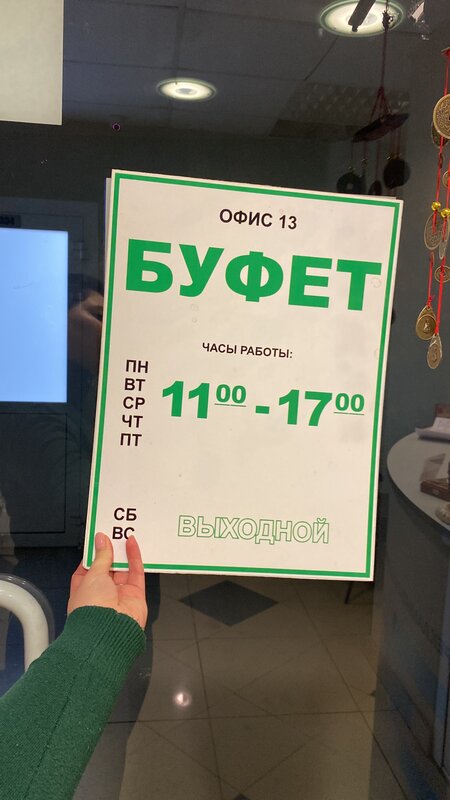 ОФИС 13
БУФЕТ
ЧАСЫ РАБОТЫ:
ПН
ВТ
СР
ЧТ
ПТ
11⁰⁰ - 17⁰⁰
СБ
ВС
ВЫХОДНОЙ